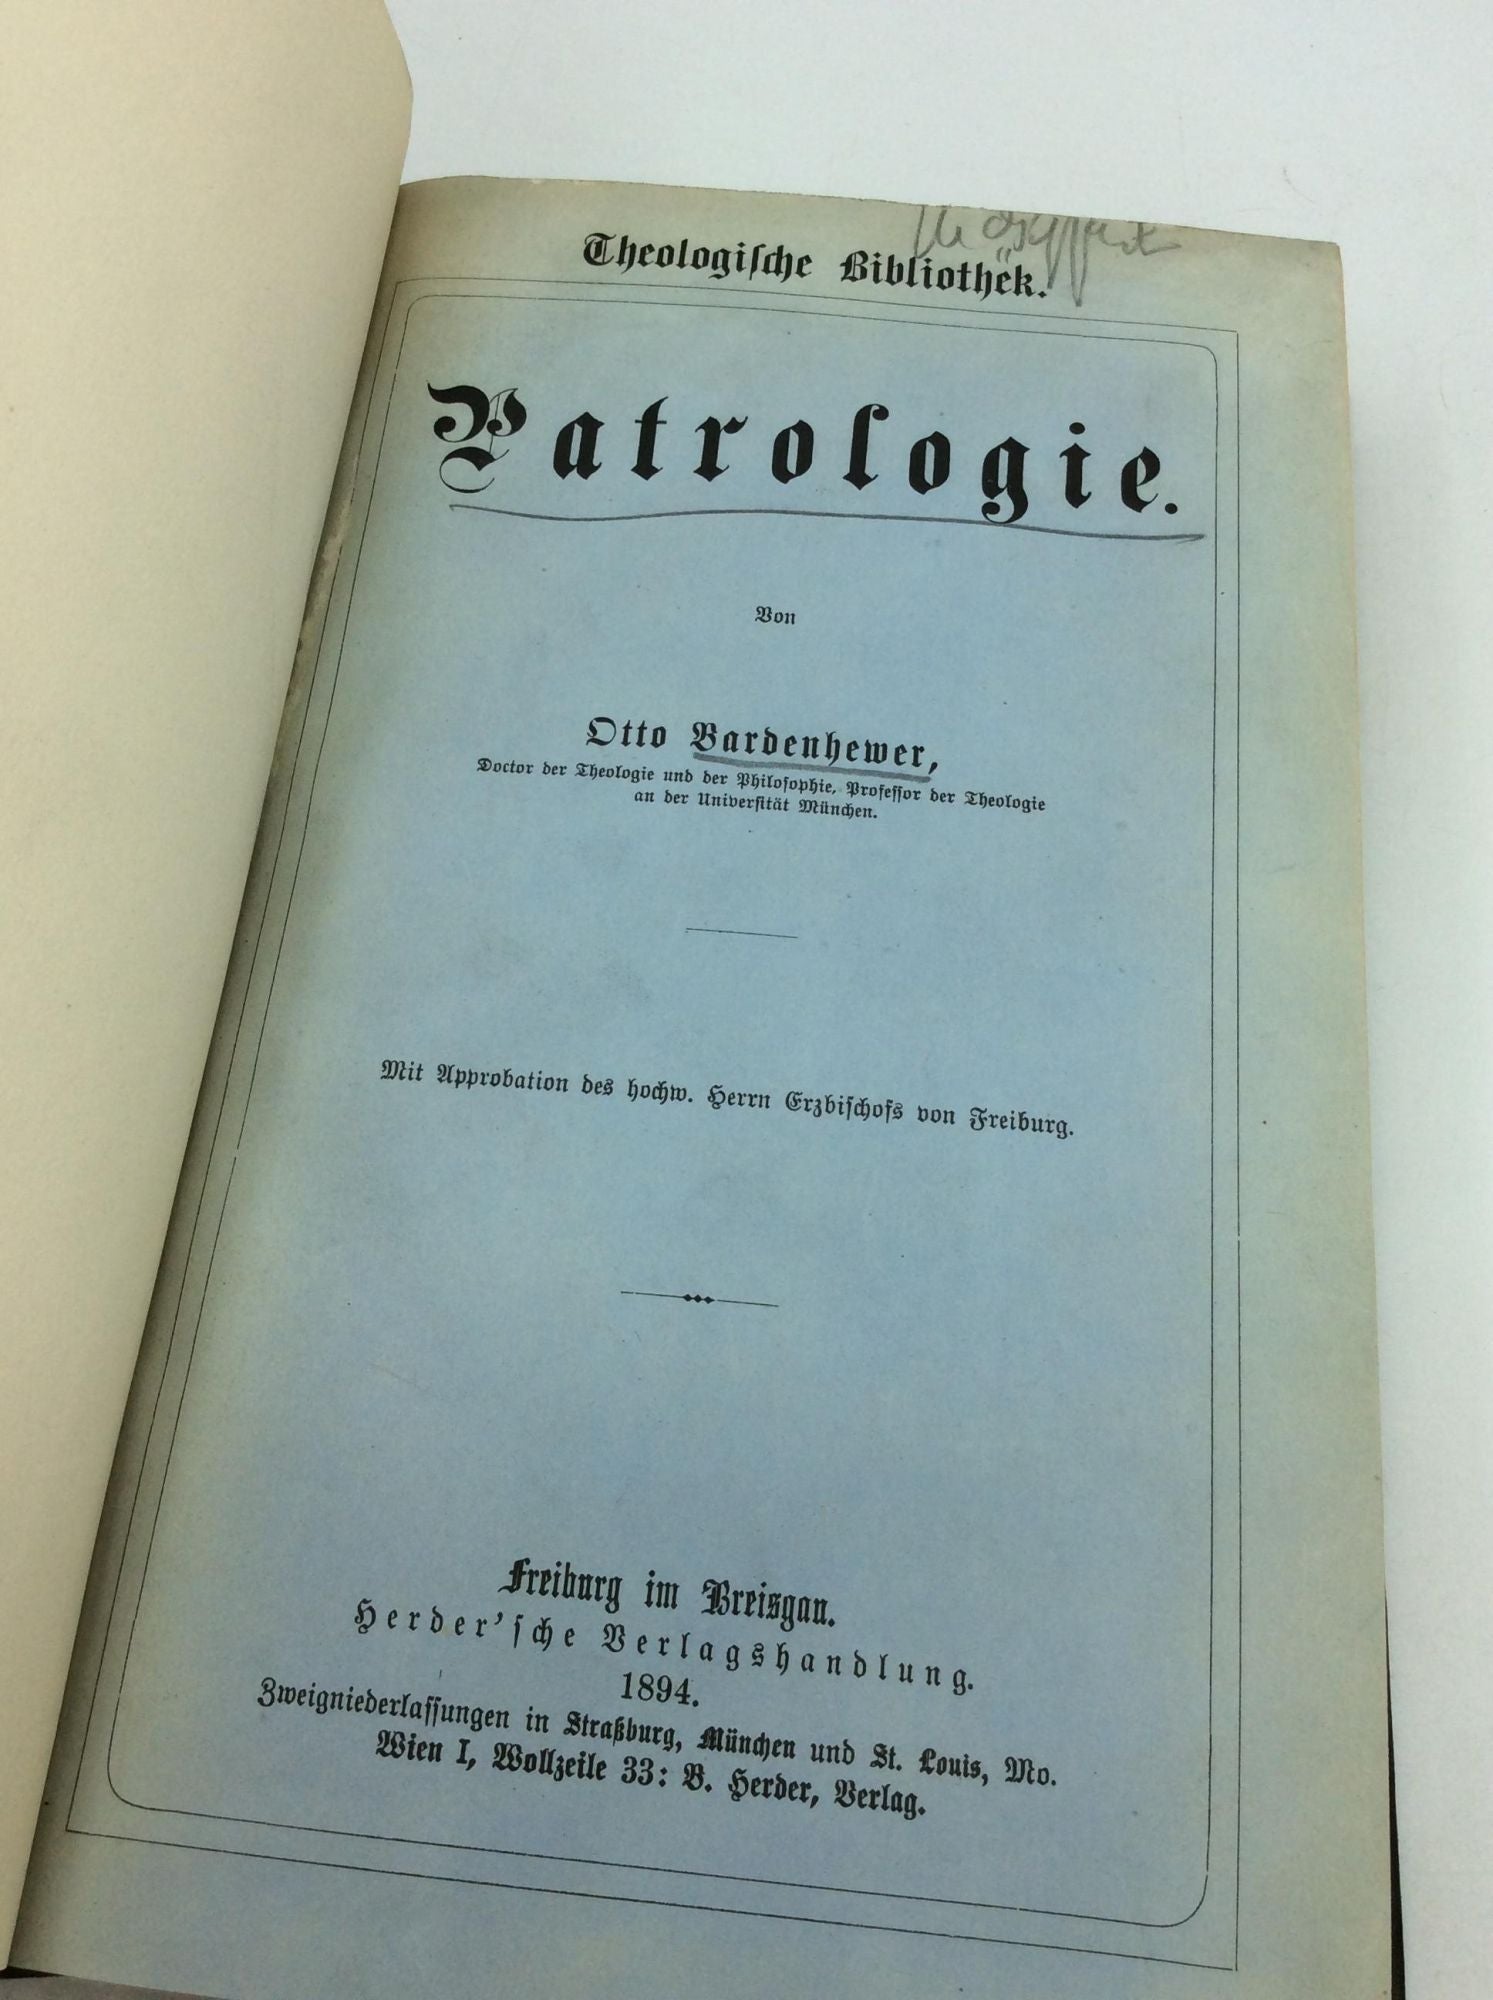 Theologische Bibliothek.
Patrologie.
Von
Otto Bardenhewer,
Doctor der Theologie und der Philosophie, Professor der Theologie
an der Universität München.
Mit Approbation des hochw. Herrn Erzbischofs von Freiburg.
Freiburg im Breisgau.
Herder'sche Verlagshandlung.
1894.
Zweigniederlassungen in Straßburg, München und St. Louis, Mo.
Wien I, Wollzeile 33: B. Herder, Verlag.